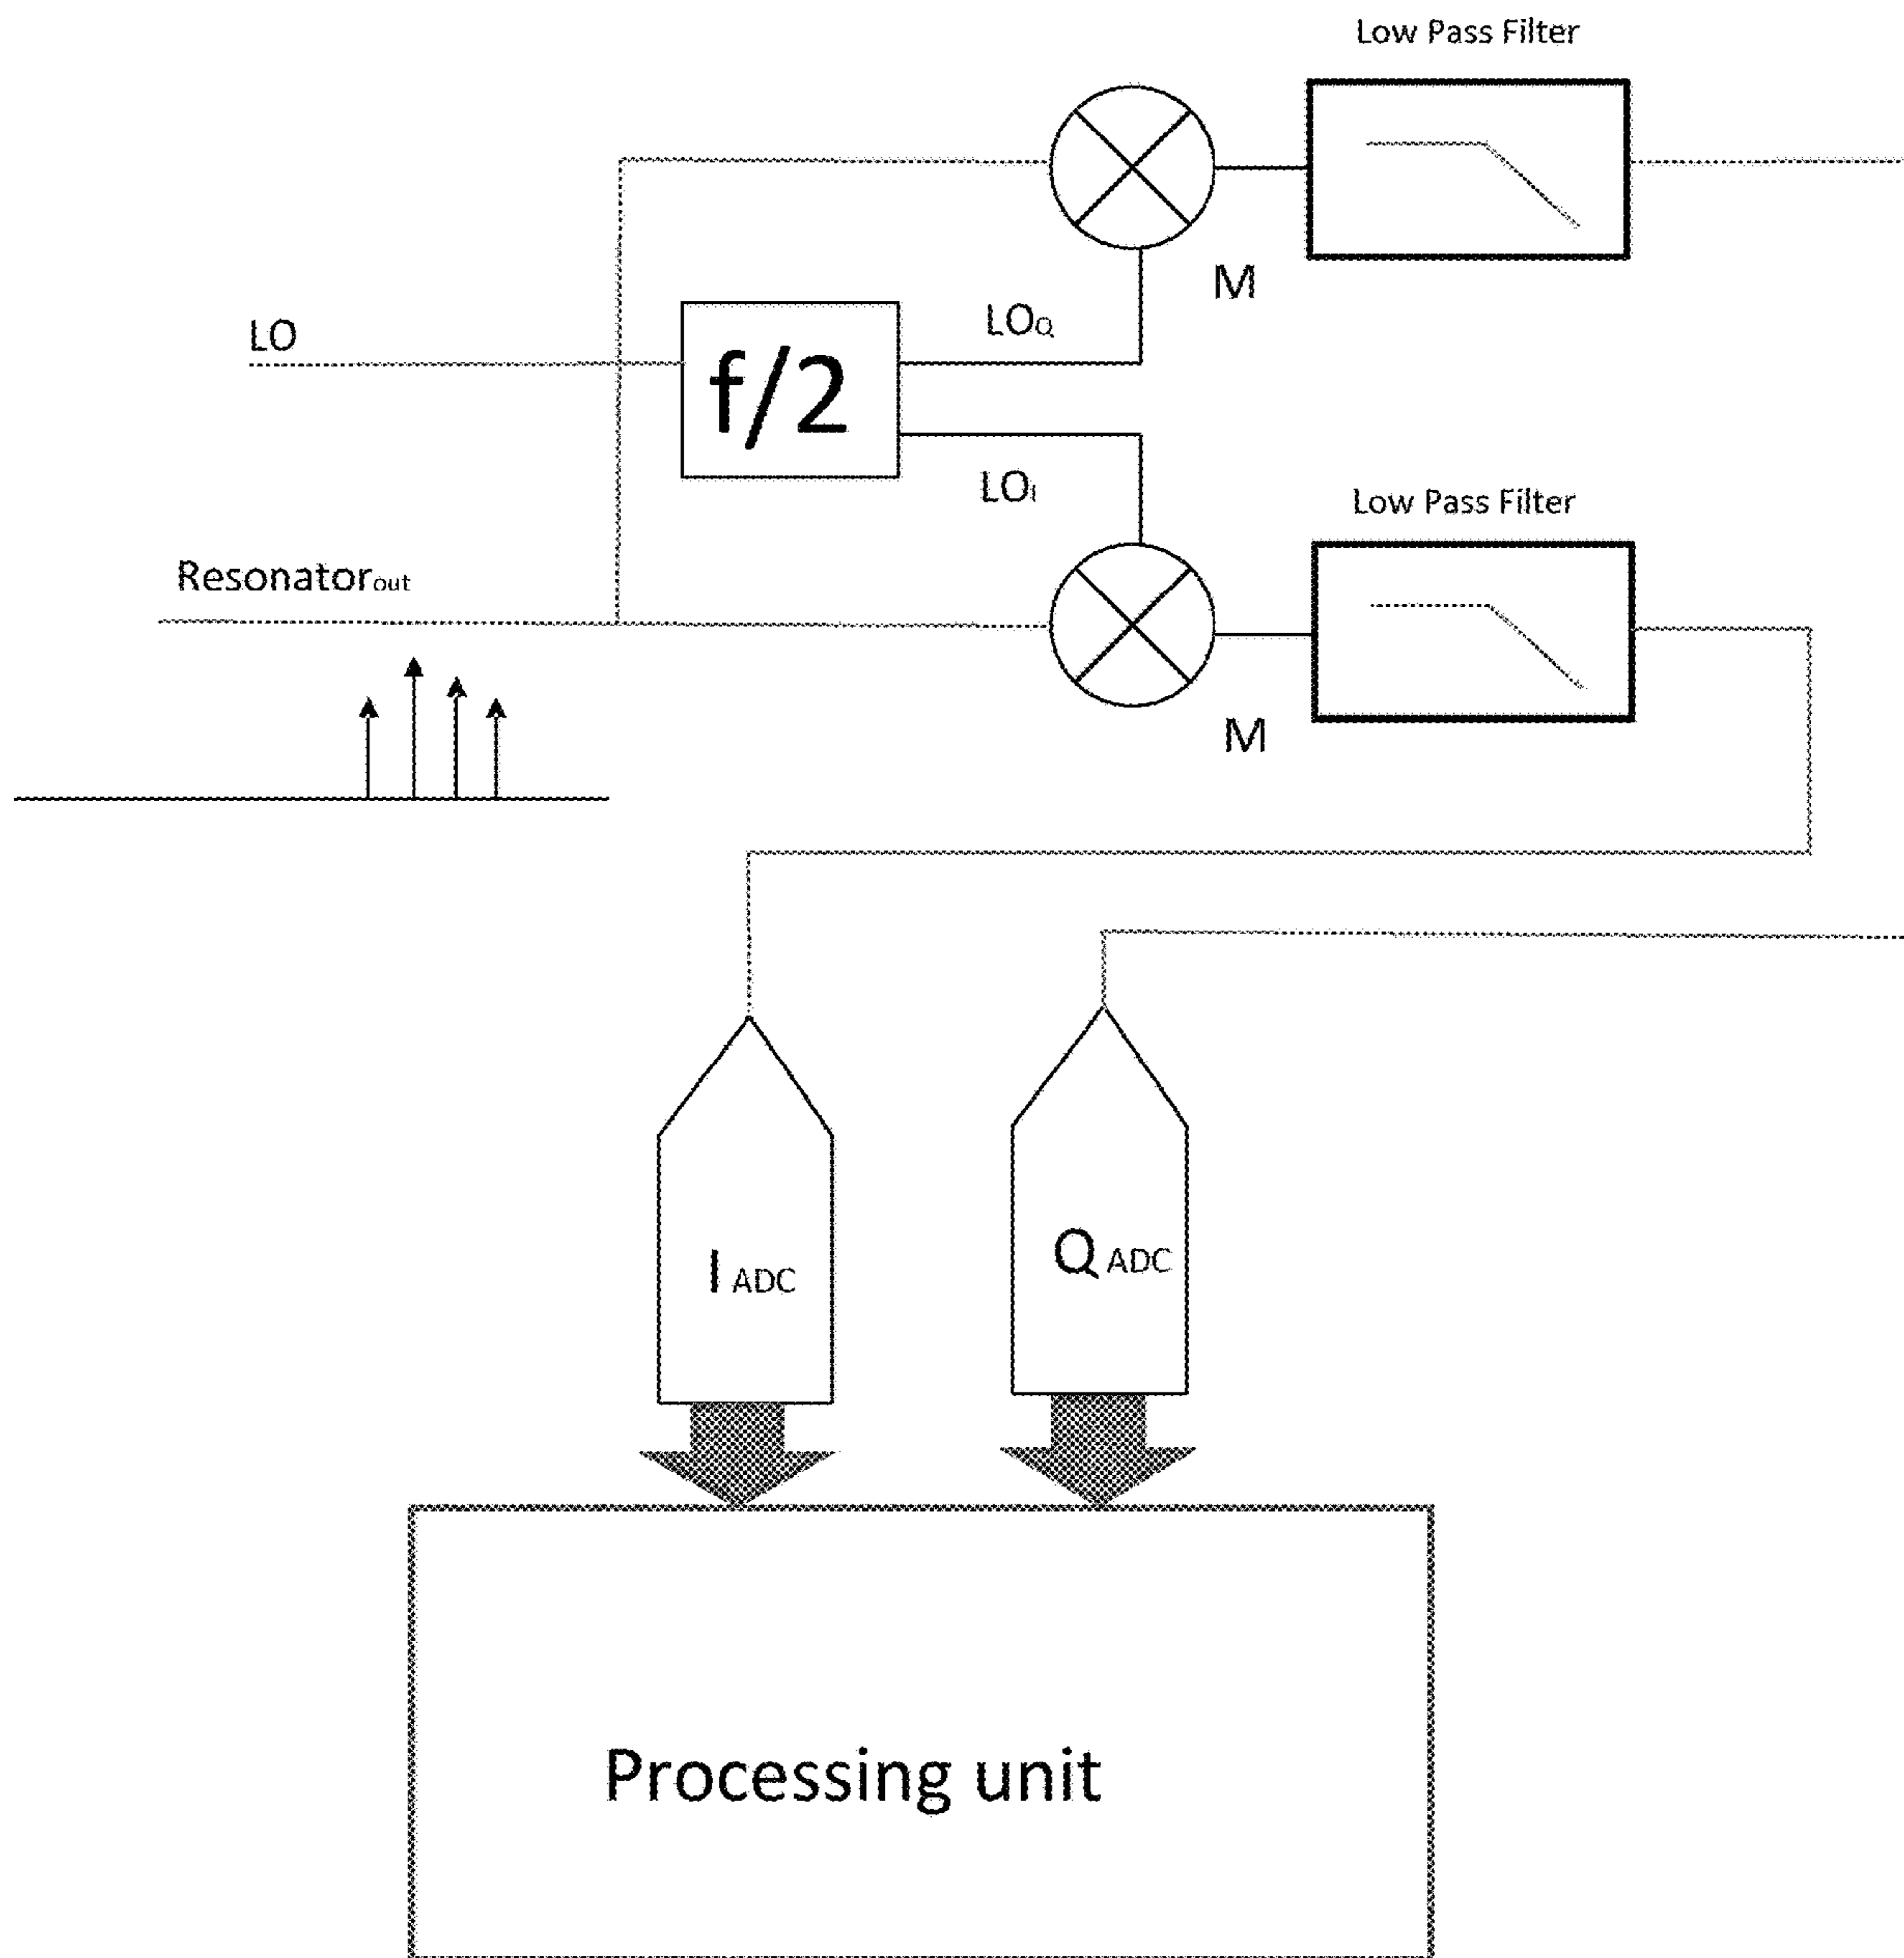 Low Pass Filter
M
LO
LOQ
f/2
LOI
Low Pass Filter
Resonatorout
M
I ADC
Q ADC
Processing unit